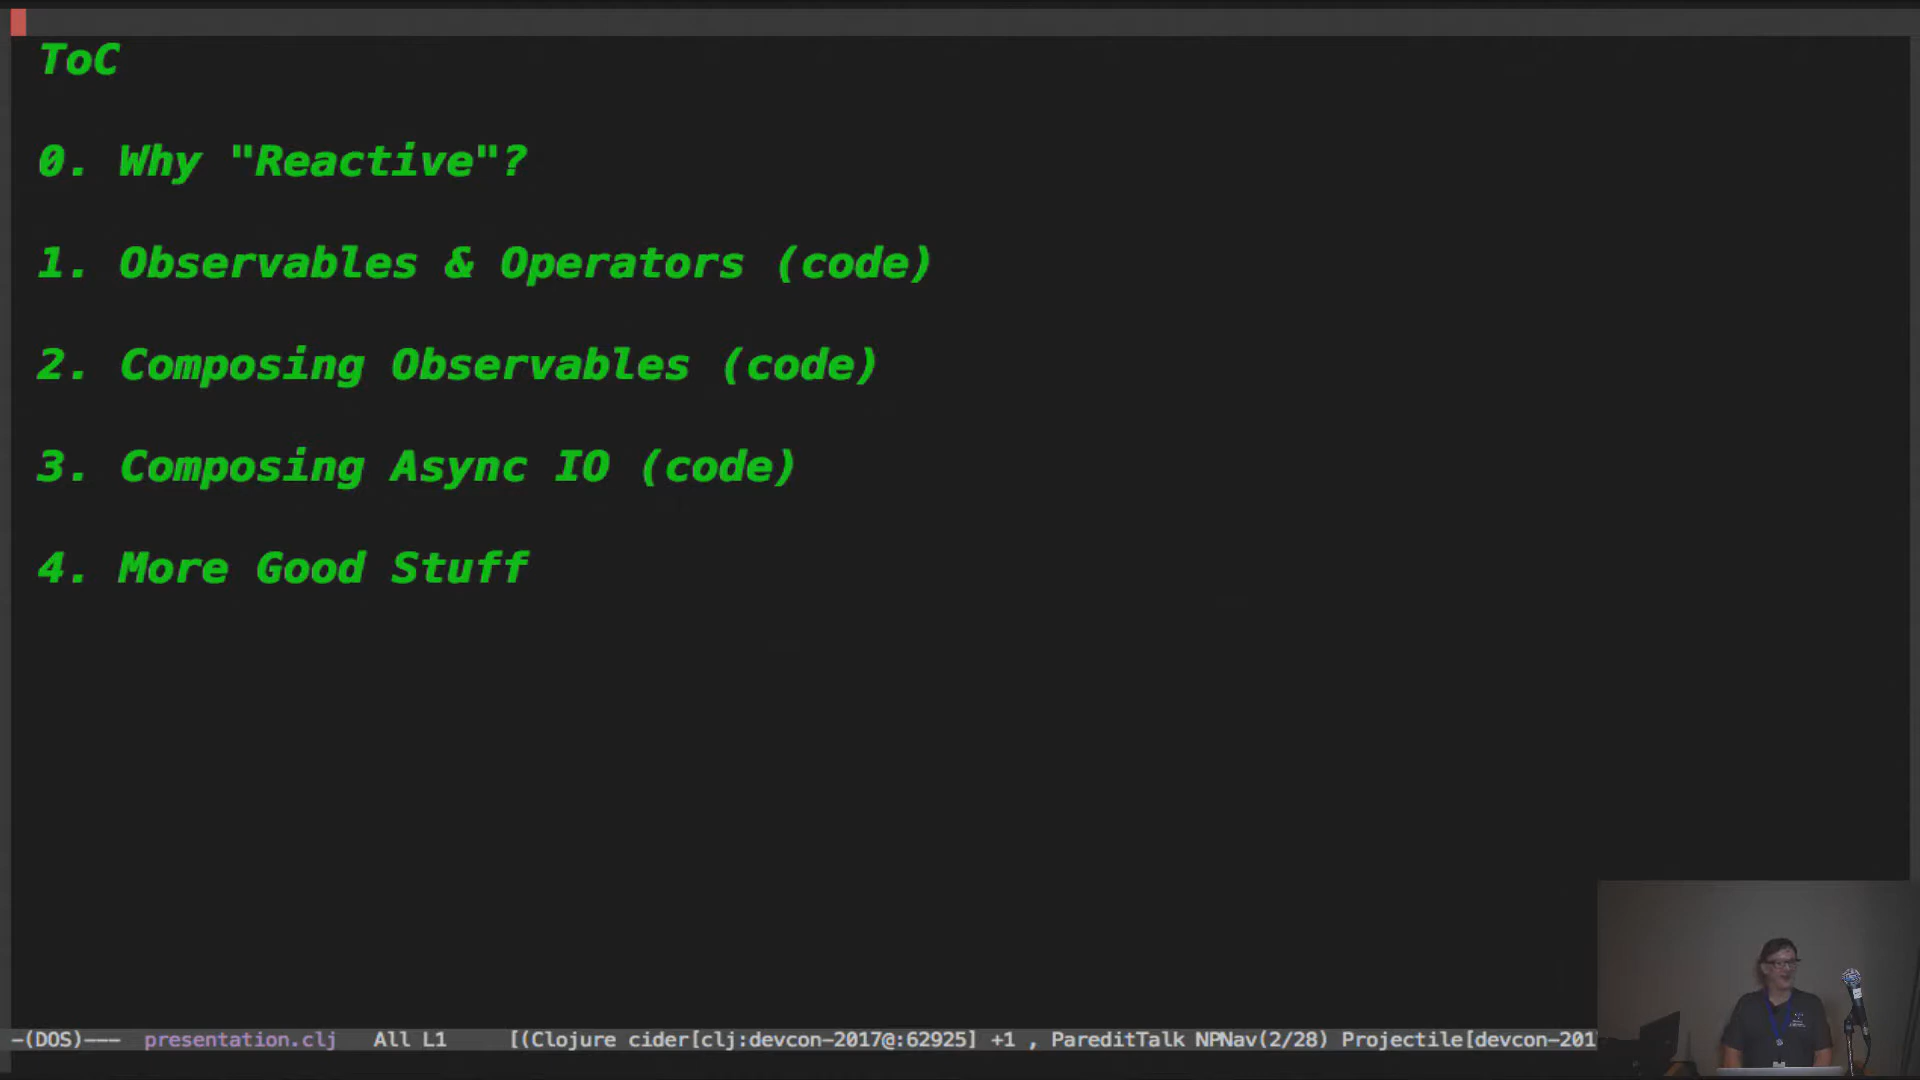 ToC
0. Why "Reactive"?
1. Observables & Operators (code)
2. Composing Observables (code)
3. Composing Async IO (code)
4. More Good Stuff
-(DOS)--- presentation.clj All L1 [(Clojure cider[clj:devcon-2017@:62925] +1 , PareditTalk NPNav(2/28) Projectile[devcon-201